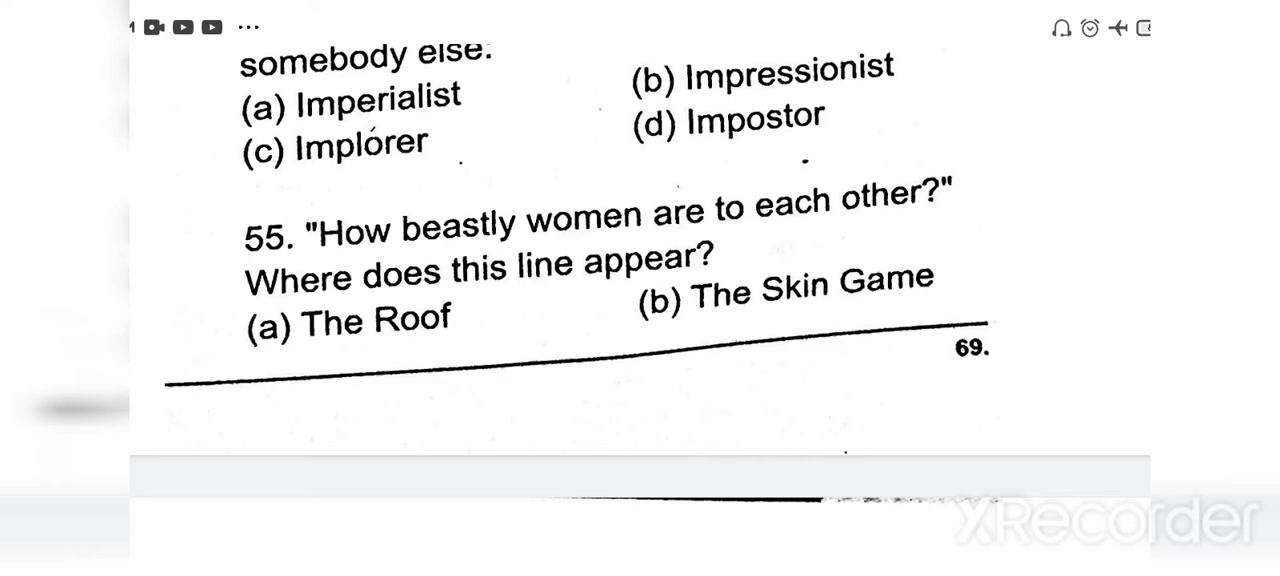 somebody else.
(a) Imperialist (b) Impressionist
(c) Implórer (d) Impostor
55. "How beastly women are to each other?"
Where does this line appear?
(a) The Roof (b) The Skin Game
69.
XRecorder